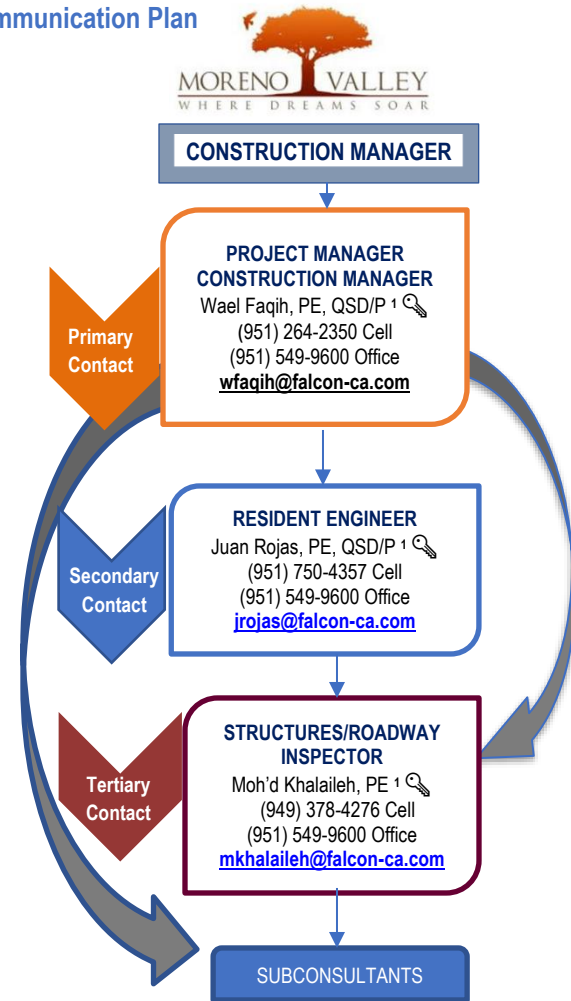 mmunication Plan
MORENO VALLEY
WHERE DREAMS SOAR
CONSTRUCTION MANAGER
PROJECT MANAGER
CONSTRUCTION MANAGER
Wael Faqih, PE, QSD/P ¹
(951) 264-2350 Cell
(951) 549-9600 Office
wfaqih@falcon-ca.com
Primary
Contact
RESIDENT ENGINEER
Juan Rojas, PE, QSD/P ¹
(951) 750-4357 Cell
(951) 549-9600 Office
jrojas@falcon-ca.com
Secondary
Contact
STRUCTURES/ROADWAY
INSPECTOR
Moh’d Khalaileh, PE ¹
(949) 378-4276 Cell
(951) 549-9600 Office
mkhalaileh@falcon-ca.com
Tertiary
Contact
SUBCONSULTANTS